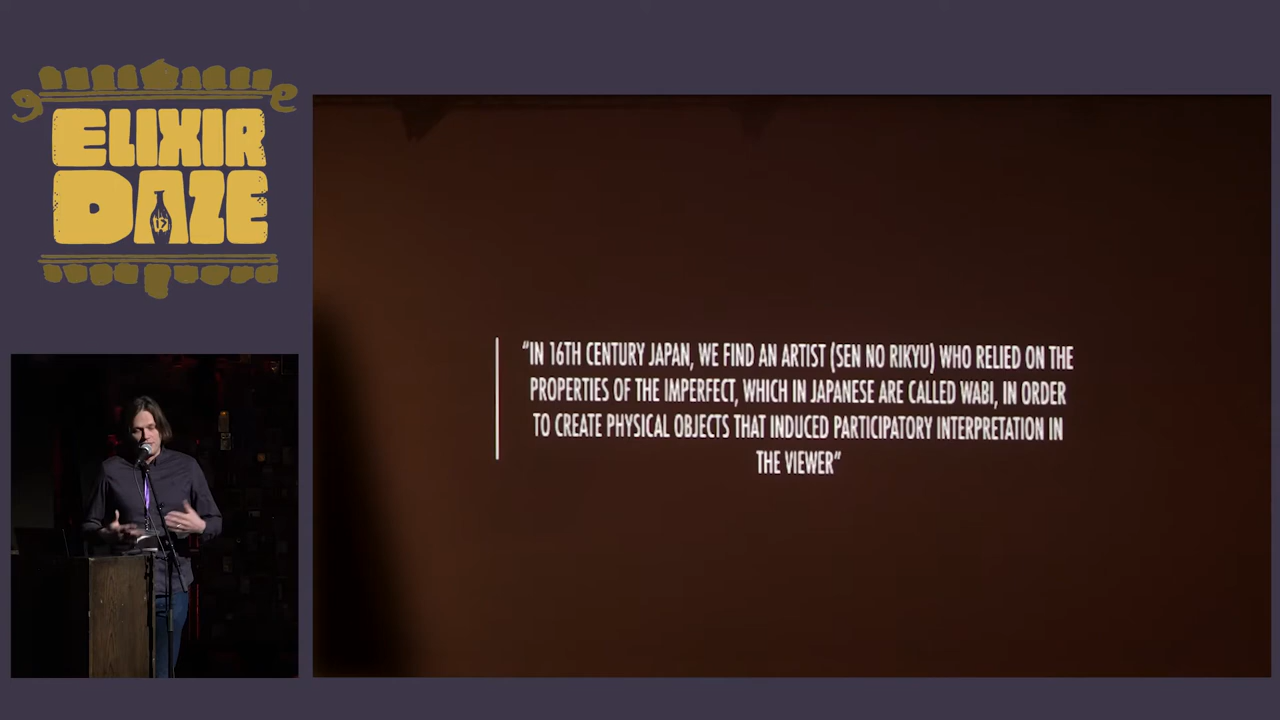 ELIXIR
DAZE
“IN 16TH CENTURY JAPAN, WE FIND AN ARTIST (SEN NO RIKYU) WHO RELIED ON THE
PROPERTIES OF THE IMPERFECT, WHICH IN JAPANESE ARE CALLED WABI, IN ORDER
TO CREATE PHYSICAL OBJECTS THAT INDUCED PARTICIPATORY INTERPRETATION IN
THE VIEWER”